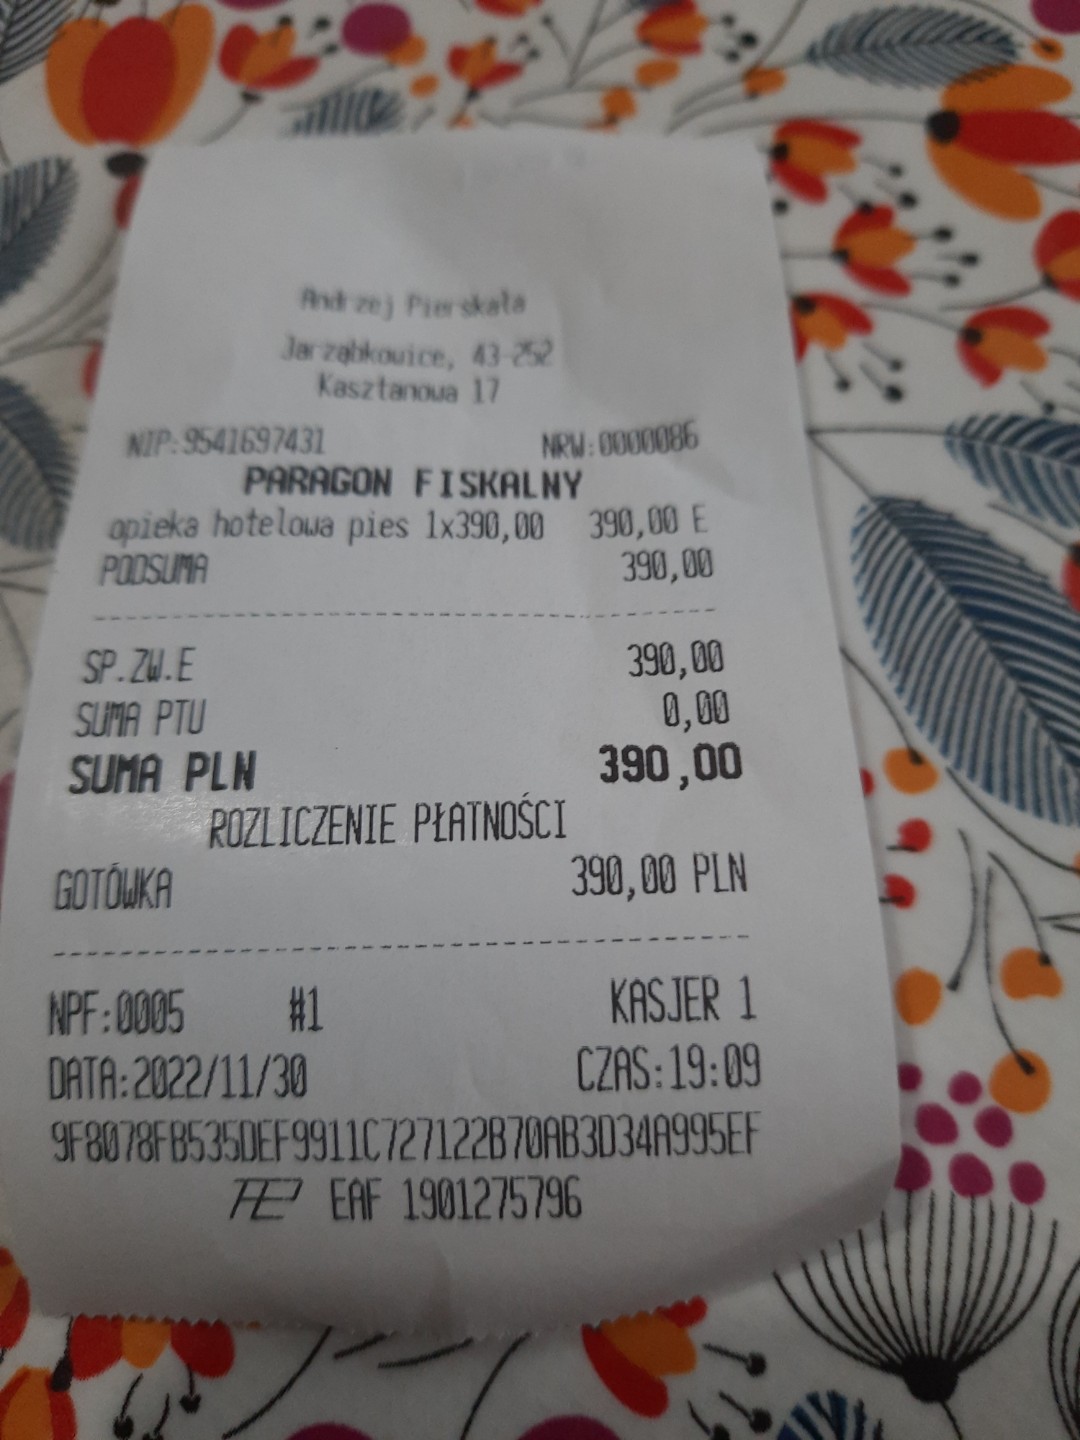 Andrzej Pierskała
Jarząbkowice, 43-252
Kasztanowa 17
NIP:9541697431 NRW:0000086
PARAGON FISKALNY
opieka hotelowa pies 1x390,00 390,00 E
PODSUMA 390,00
SP.ZW.E 390,00
SUMA PTU 0,00
SUMA PLN 390,00
ROZLICZENIE PŁATNOŚCI
GOTÓWKA 390,00 PLN
NPF:0005 #1 KASJER 1
DATA:2022/11/30 CZAS:19:09
9F8078FB535DEF9911C727122B70AB3D34A995EF
EAF 1901275796